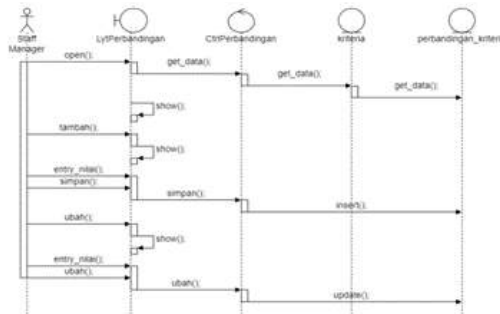 Staff
Manager
LytPerbandingan
CtrlPerbandingan
kriteria
perbandingan_kriteri
open();
get_data();
get_data();
get_data();
show();
tambah();
show();
entry_nilai();
simpan();
simpan();
insert();
ubah();
show();
entry_nilai();
ubah();
ubah();
update();